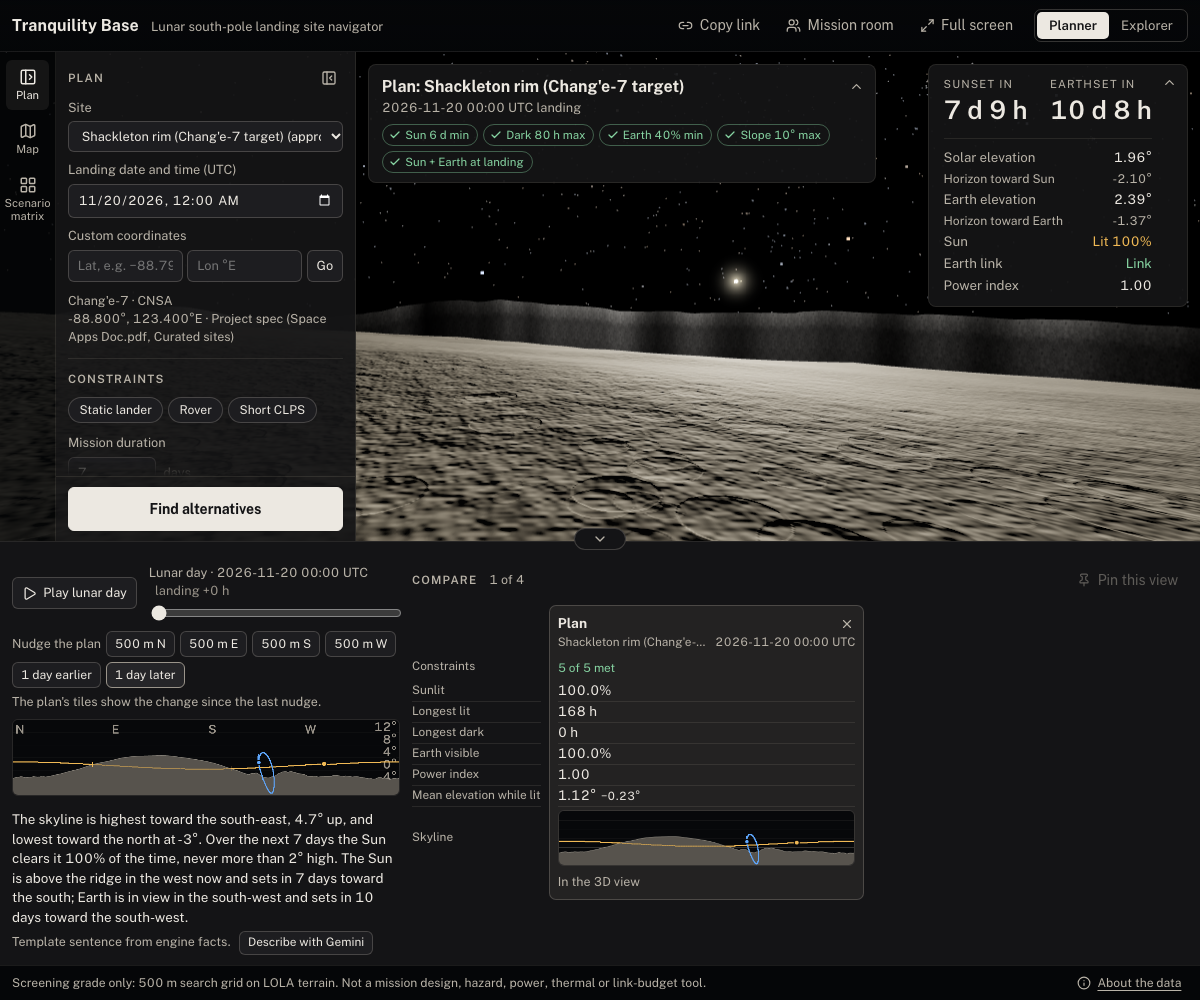 Tranquility Base Lunar south-pole landing site navigator
Copy link Mission room Full screen Planner Explorer
Plan
Map
Scenario
matrix
PLAN
Site
Shackleton rim (Chang'e-7 target) (appro
Landing date and time (UTC)
11/20/2026, 12:00 AM
Custom coordinates
Lat, e.g. −88.79 Lon °E Go
Chang'e-7 · CNSA
-88.800°, 123.400°E · Project spec (Space
Apps Doc.pdf, Curated sites)
CONSTRAINTS
Static lander Rover Short CLPS
Mission duration
7 days
Find alternatives
Plan: Shackleton rim (Chang'e-7 target)
2026-11-20 00:00 UTC landing
Sun 6 d min Dark 80 h max Earth 40% min Slope 10° max
Sun + Earth at landing
SUNSET IN EARTHSET IN
7 d 9 h 10 d 8 h
Solar elevation 1.96°
Horizon toward Sun -2.10°
Earth elevation 2.39°
Horizon toward Earth -1.37°
Sun Lit 100%
Earth link Link
Power index 1.00
Play lunar day
Lunar day · 2026-11-20 00:00 UTC
landing +0 h
Nudge the plan 500 m N 500 m E 500 m S 500 m W
1 day earlier 1 day later
The plan's tiles show the change since the last nudge.
N E S W 12°
8°
4°
0°
-4°
The skyline is highest toward the south-east, 4.7° up, and
lowest toward the north at -3°. Over the next 7 days the Sun
clears it 100% of the time, never more than 2° high. The Sun
is above the ridge in the west now and sets in 7 days toward
the south; Earth is in view in the south-west and sets in 10
days toward the south-west.
Template sentence from engine facts. Describe with Gemini
COMPARE 1 of 4 Pin this view
Plan
Shackleton rim (Chang'e-... 2026-11-20 00:00 UTC
Constraints 5 of 5 met
Sunlit 100.0%
Longest lit 168 h
Longest dark 0 h
Earth visible 100.0%
Power index 1.00
Mean elevation while lit 1.12° −0.23°
Skyline
In the 3D view
Screening grade only: 500 m search grid on LOLA terrain. Not a mission design, hazard, power, thermal or link-budget tool. About the data